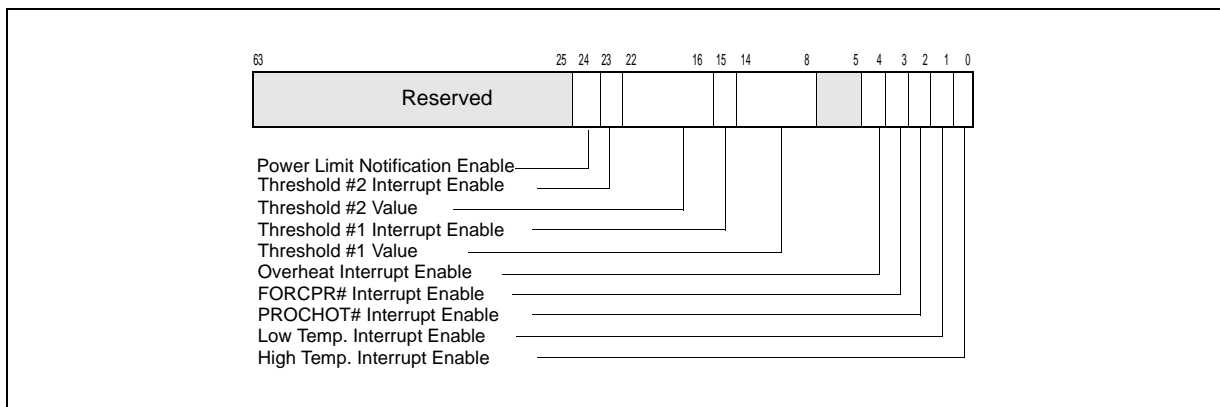 63 25 24 23 22 16 15 14 8 5 4 3 2 1 0
Reserved
Power Limit Notification Enable
Threshold #2 Interrupt Enable
Threshold #2 Value
Threshold #1 Interrupt Enable
Threshold #1 Value
Overheat Interrupt Enable
FORCPR# Interrupt Enable
PROCHOT# Interrupt Enable
Low Temp. Interrupt Enable
High Temp. Interrupt Enable